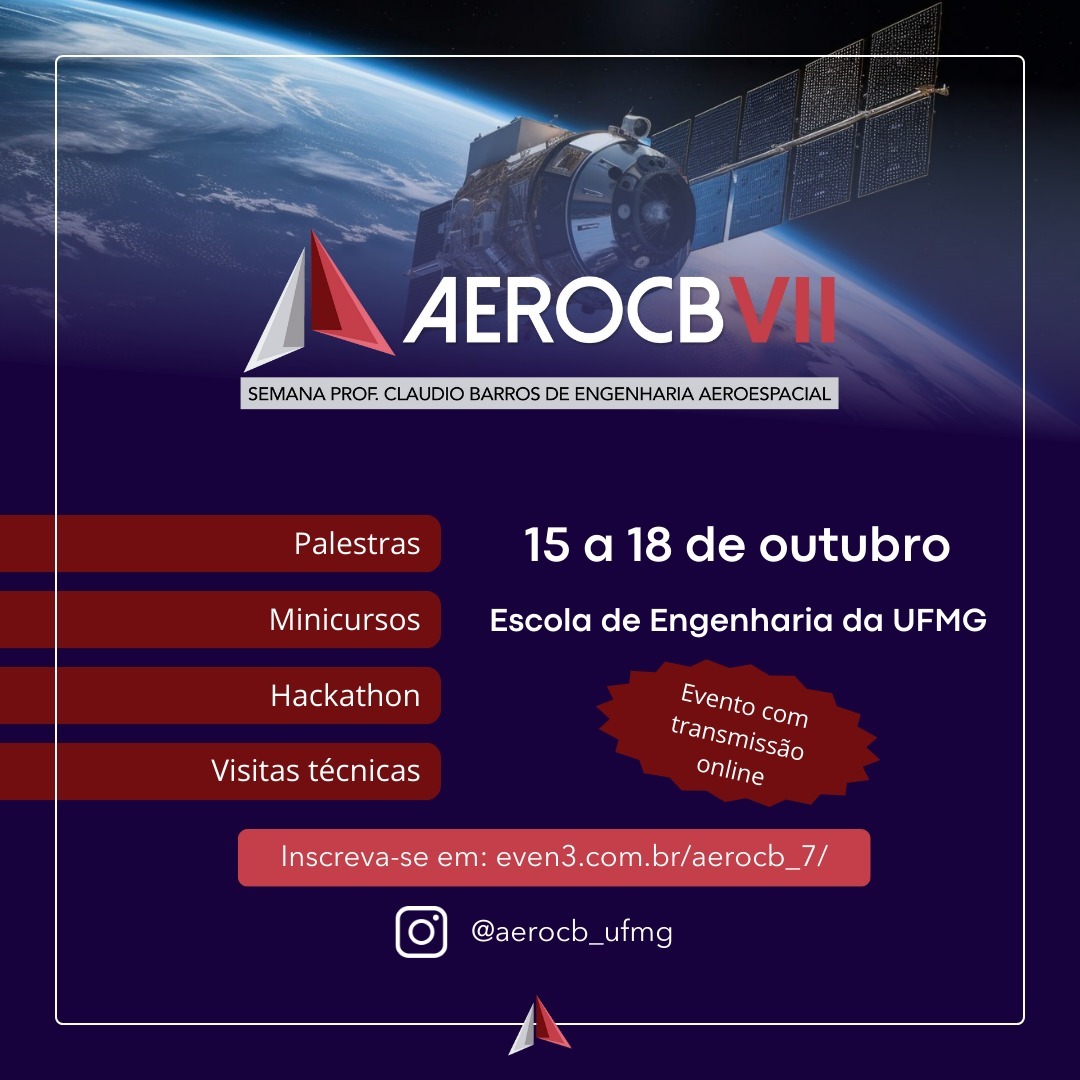 AEROCB VII
SEMANA PROF. CLAUDIO BARROS DE ENGENHARIA AEROESPACIAL
Palestras
Minicursos
Hackathon
Visitas técnicas
15 a 18 de outubro
Escola de Engenharia da UFMG
Evento com
transmissão
online
Inscreva-se em: even3.com.br/aerocb_7/
@aerocb_ufmg